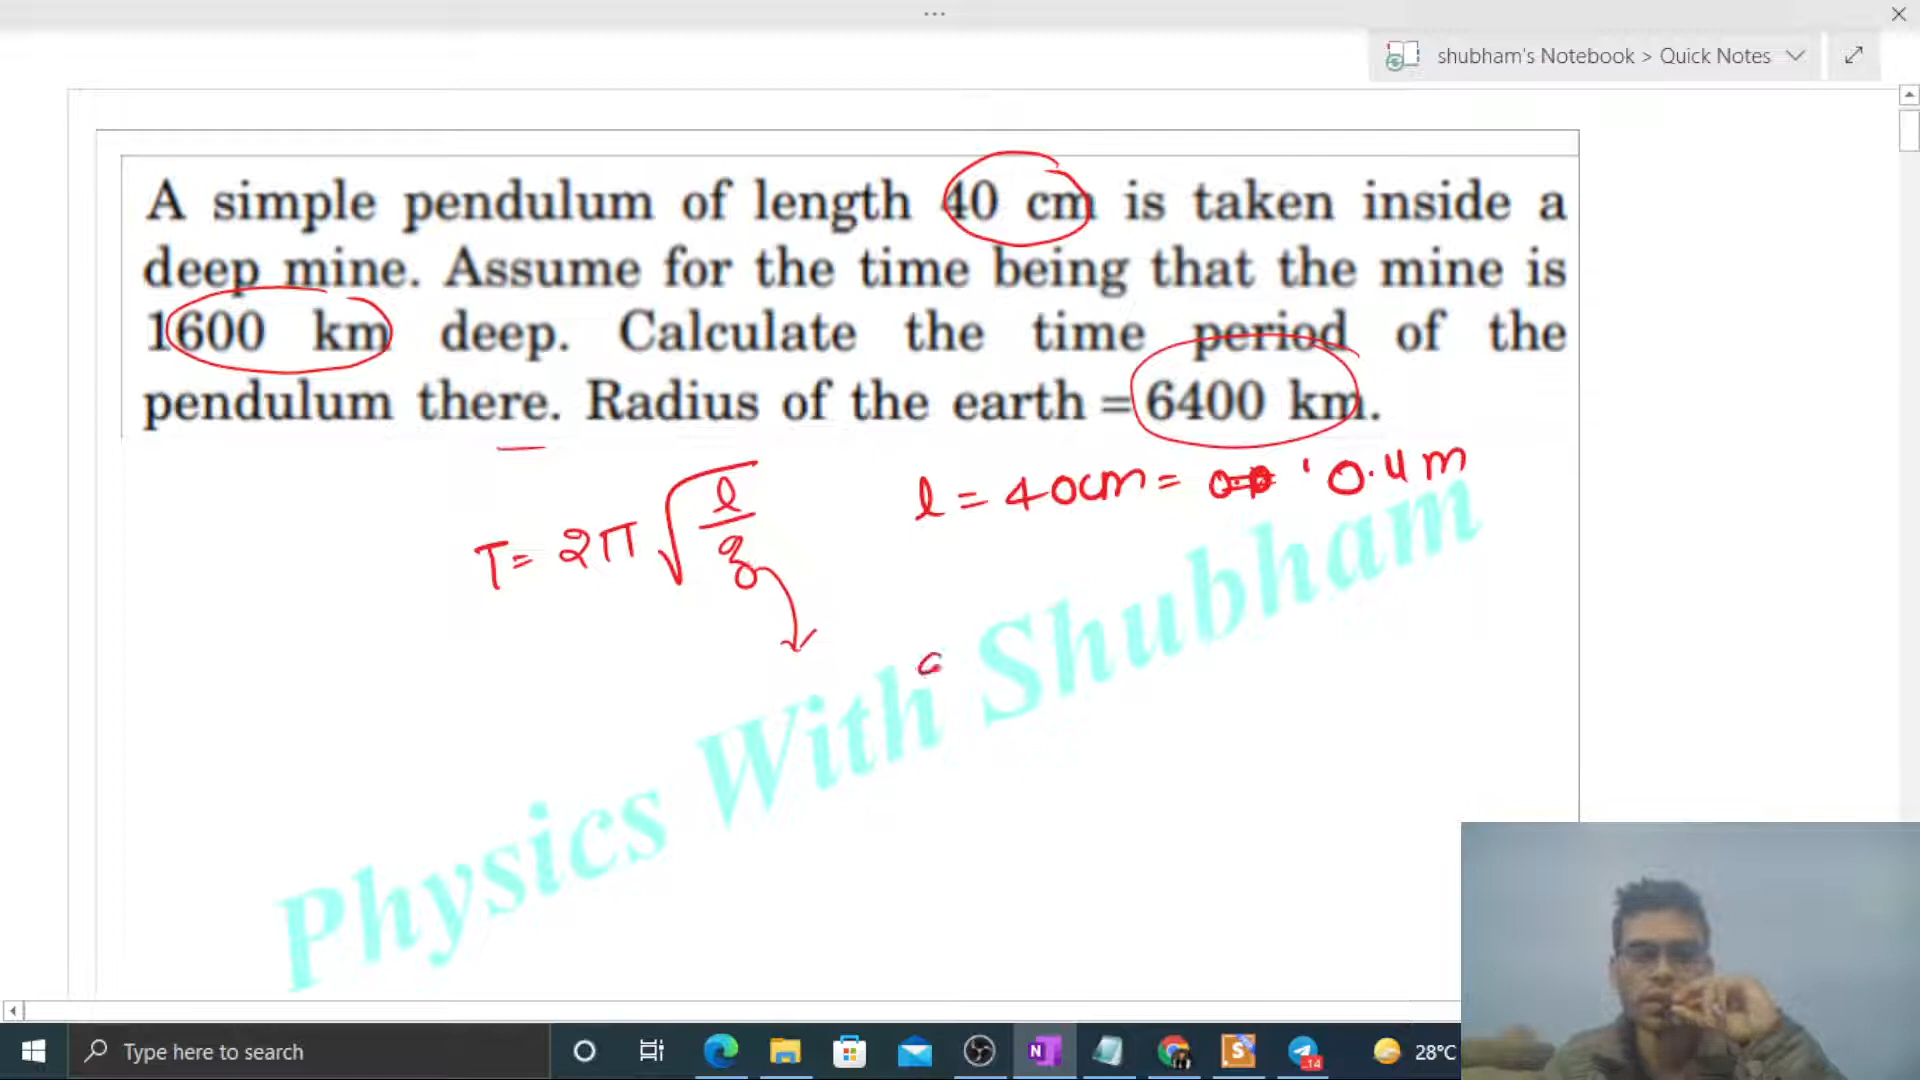 shubham's Notebook > Quick Notes
A simple pendulum of length 40 cm is taken inside a
deep mine. Assume for the time being that the mine is
1600 km deep. Calculate the time period of the
pendulum there. Radius of the earth = 6400 km.
T = 2π √(l/g)
l = 40cm = 0.4m
Physics With Shubham
Type here to search
14
28°C